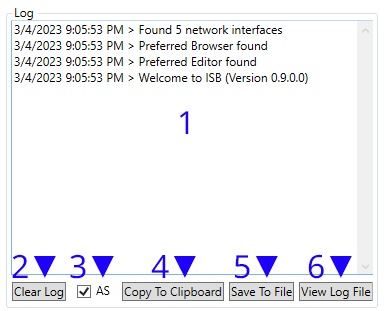 Log
3/4/2023 9:05:53 PM > Found 5 network interfaces
3/4/2023 9:05:53 PM > Preferred Browser found
3/4/2023 9:05:53 PM > Preferred Editor found
3/4/2023 9:05:53 PM > Welcome to ISB (Version 0.9.0.0)
1
2▼ 3▼ 4▼ 5▼ 6▼
Clear Log AS Copy To Clipboard Save To File View Log File